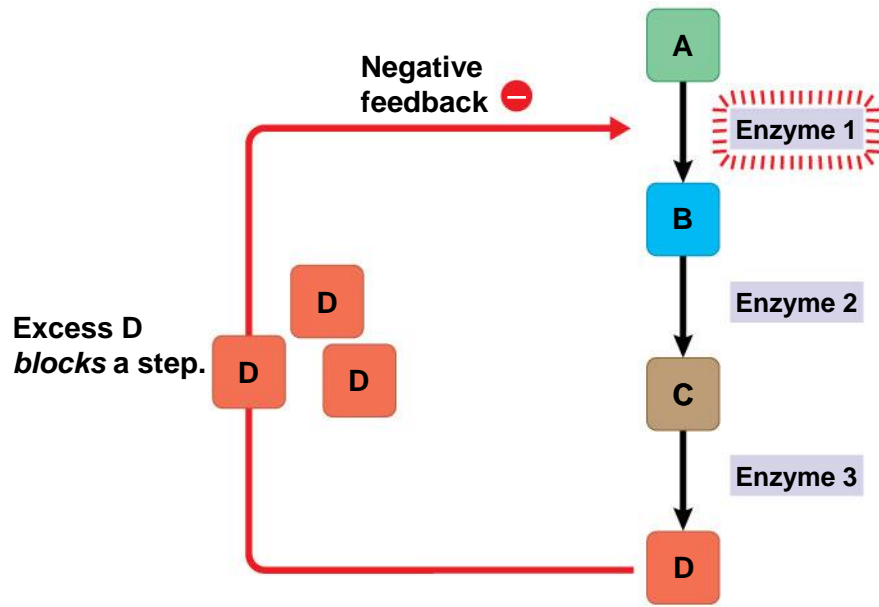 A
Negative
feedback −
Enzyme 1
B
Enzyme 2
D
Excess D
blocks a step.
D
D
C
Enzyme 3
D